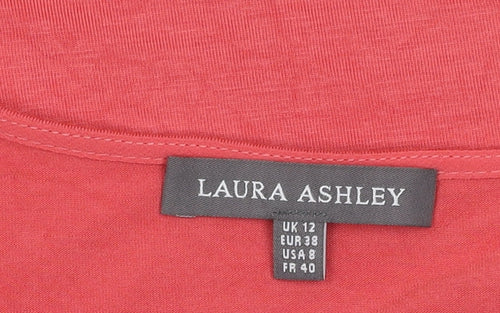 LAURA ASHLEY
UK 12
EUR 38
USA 8
FR 40